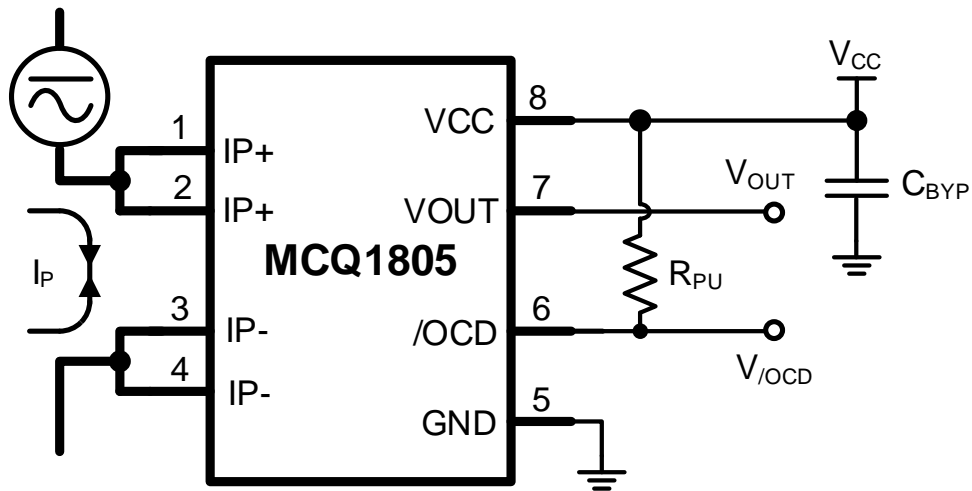 1
IP+
2
IP+
IP
3
IP-
4
IP-
MCQ1805
VCC
8
VOUT
7
/OCD
6
GND
5
VCC
VOUT
CBYP
RPU
V/OCD